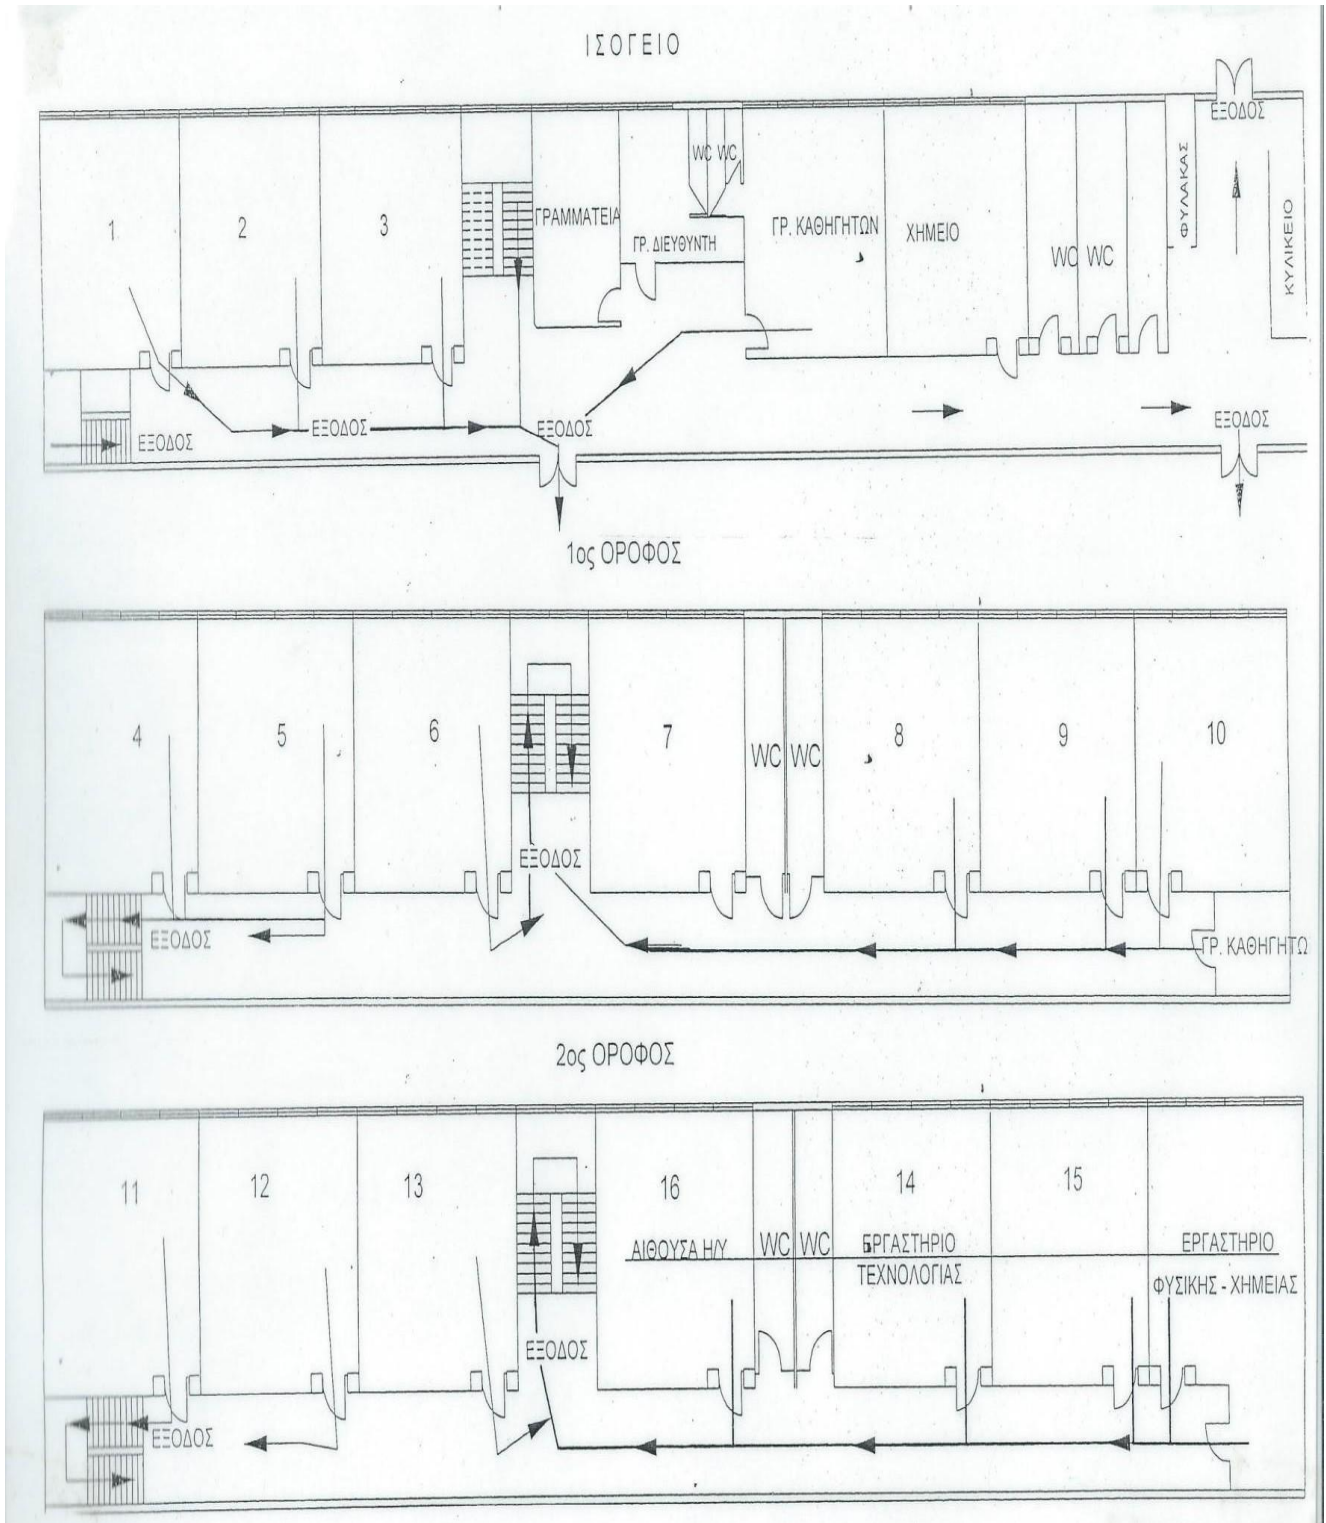 ΙΣΟΓΕΙΟ
ΕΞΟΔΟΣ
WC WC
ΦΥΛΑΚΑΣ
1 2 3
ΓΡΑΜΜΑΤΕΙΑ
ΓΡ. ΔΙΕΥΘΥΝΤΗ
ΓΡ. ΚΑΘΗΓΗΤΩΝ
ΧΗΜΕΙΟ
WC WC
ΚΥΛΙΚΕΙΟ
ΕΞΟΔΟΣ ΕΞΟΔΟΣ ΕΞΟΔΟΣ ΕΞΟΔΟΣ
1ος ΟΡΟΦΟΣ
4 5 6 7 WC WC 8 9 10
ΕΞΟΔΟΣ
ΕΞΟΔΟΣ
ΓΡ. ΚΑΘΗΓΗΤΩ
2ος ΟΡΟΦΟΣ
11 12 13 16 14 15
ΑΙΘΟΥΣΑ Η/Υ WC WC ΕΡΓΑΣΤΗΡΙΟ ΕΡΓΑΣΤΗΡΙΟ
ΤΕΧΝΟΛΟΓΙΑΣ ΦΥΣΙΚΗΣ - ΧΗΜΕΙΑΣ
ΕΞΟΔΟΣ
ΕΞΟΔΟΣ